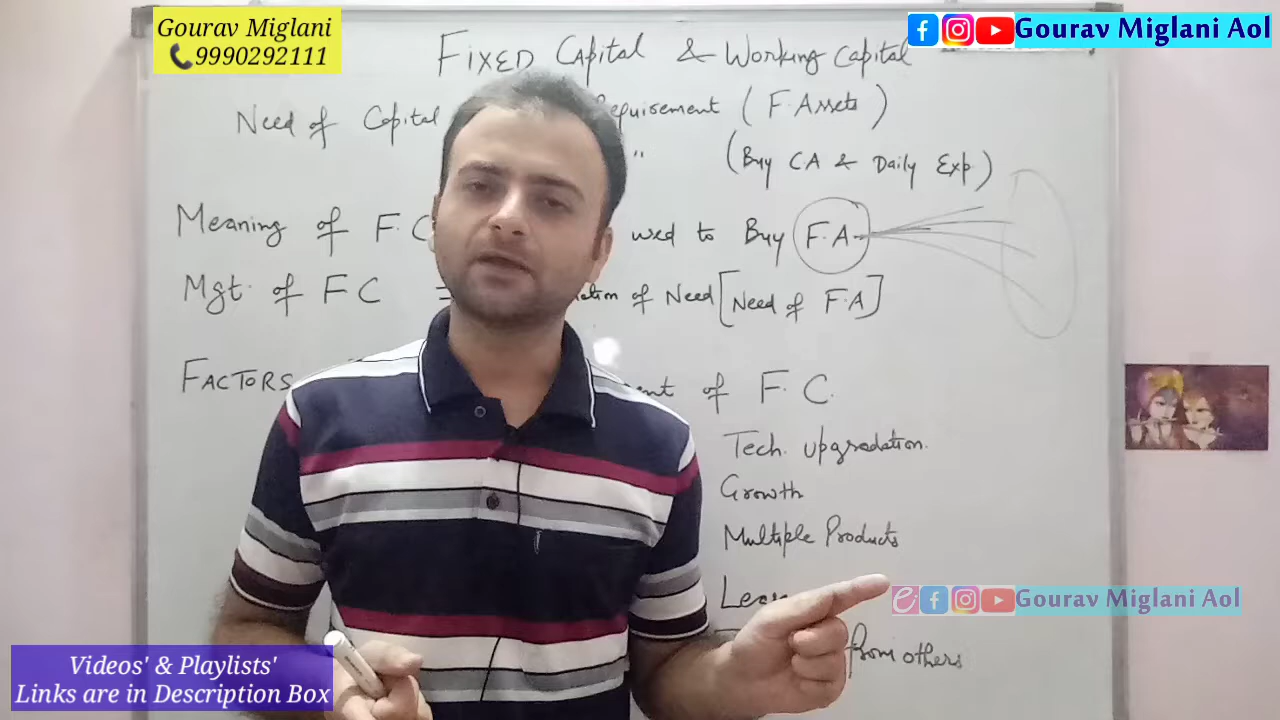 Gourav Miglani
9990292111
Gourav Miglani Aol
FIXED Capital & Working Capital
Need of Capital Requirement ( F. Assets )
" (Buy C.A & Daily Exp.)
Meaning of F. C used to Buy F.A.
Mgt. of FC = of Need [Need of F.A]
FACTORS of F. C.
Tech. upgradation.
Growth
Multiple Products
Gourav Miglani Aol
from others
Videos' & Playlists'
Links are in Description Box